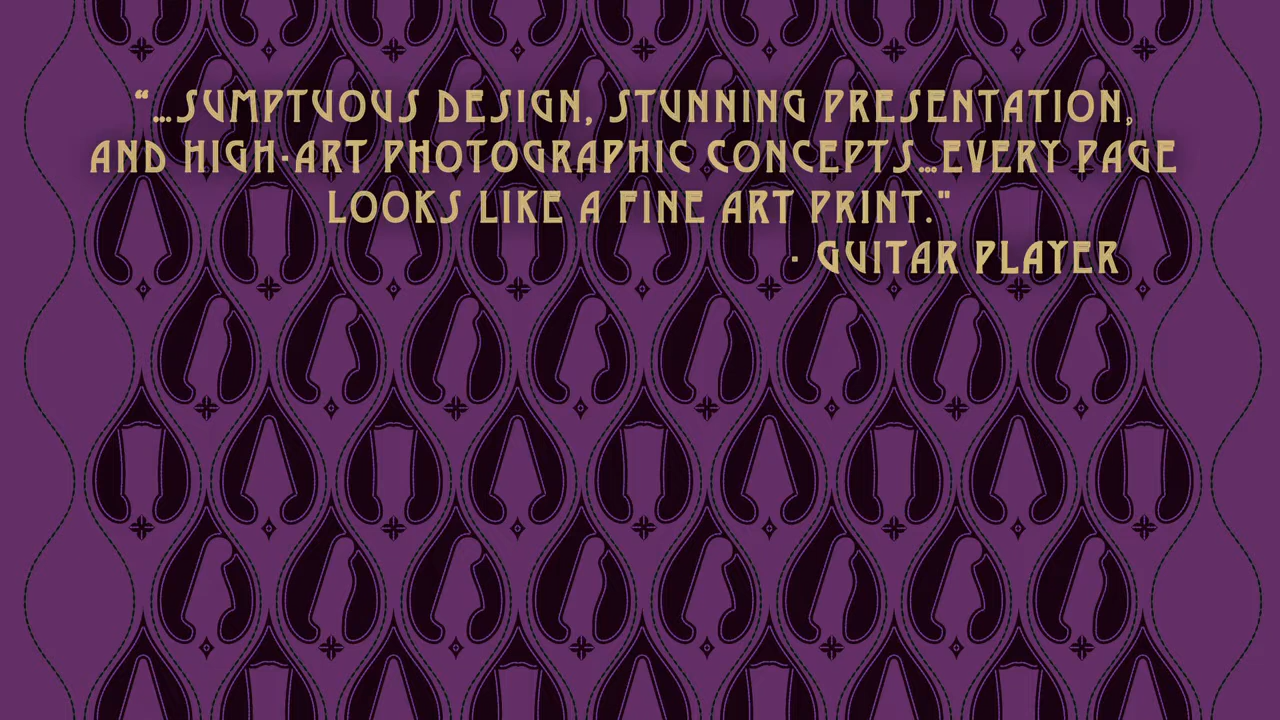 “…SUMPTUOUS DESIGN, STUNNING PRESENTATION,
AND HIGH-ART PHOTOGRAPHIC CONCEPTS…EVERY PAGE
LOOKS LIKE A FINE ART PRINT."
- GUITAR PLAYER